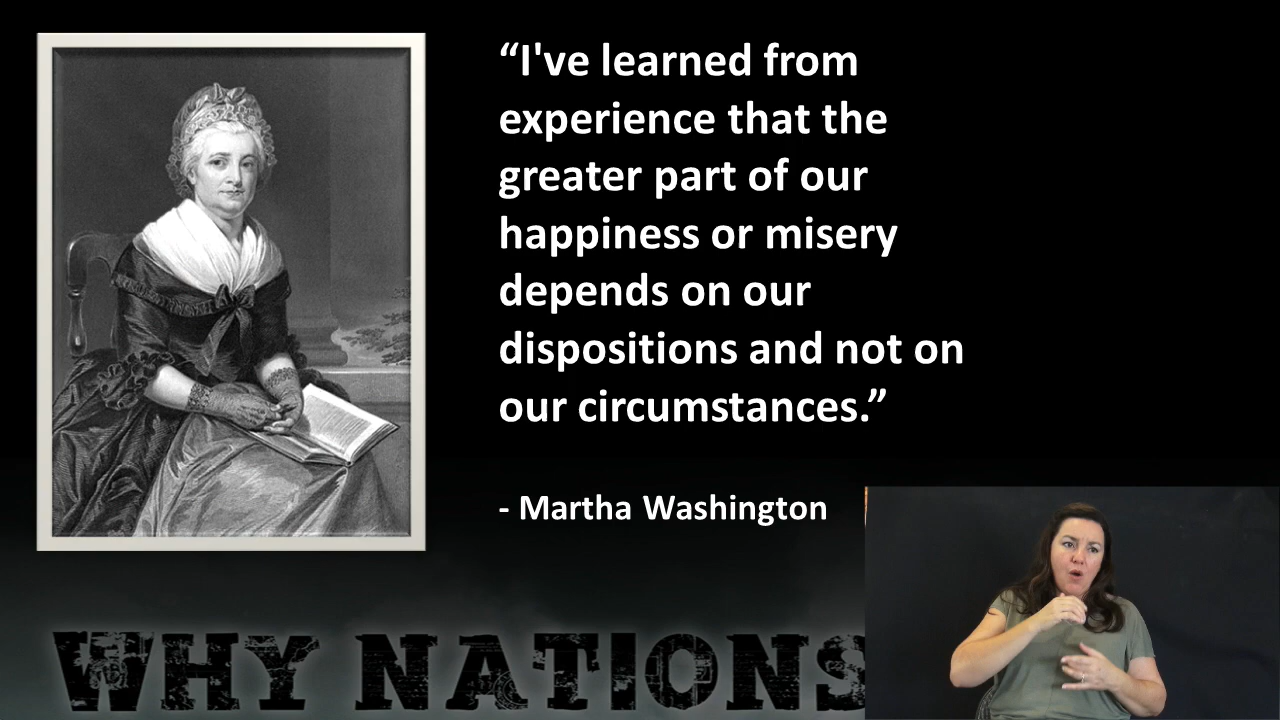 “I've learned from
experience that the
greater part of our
happiness or misery
depends on our
dispositions and not on
our circumstances.”
- Martha Washington
WHY NATIONS